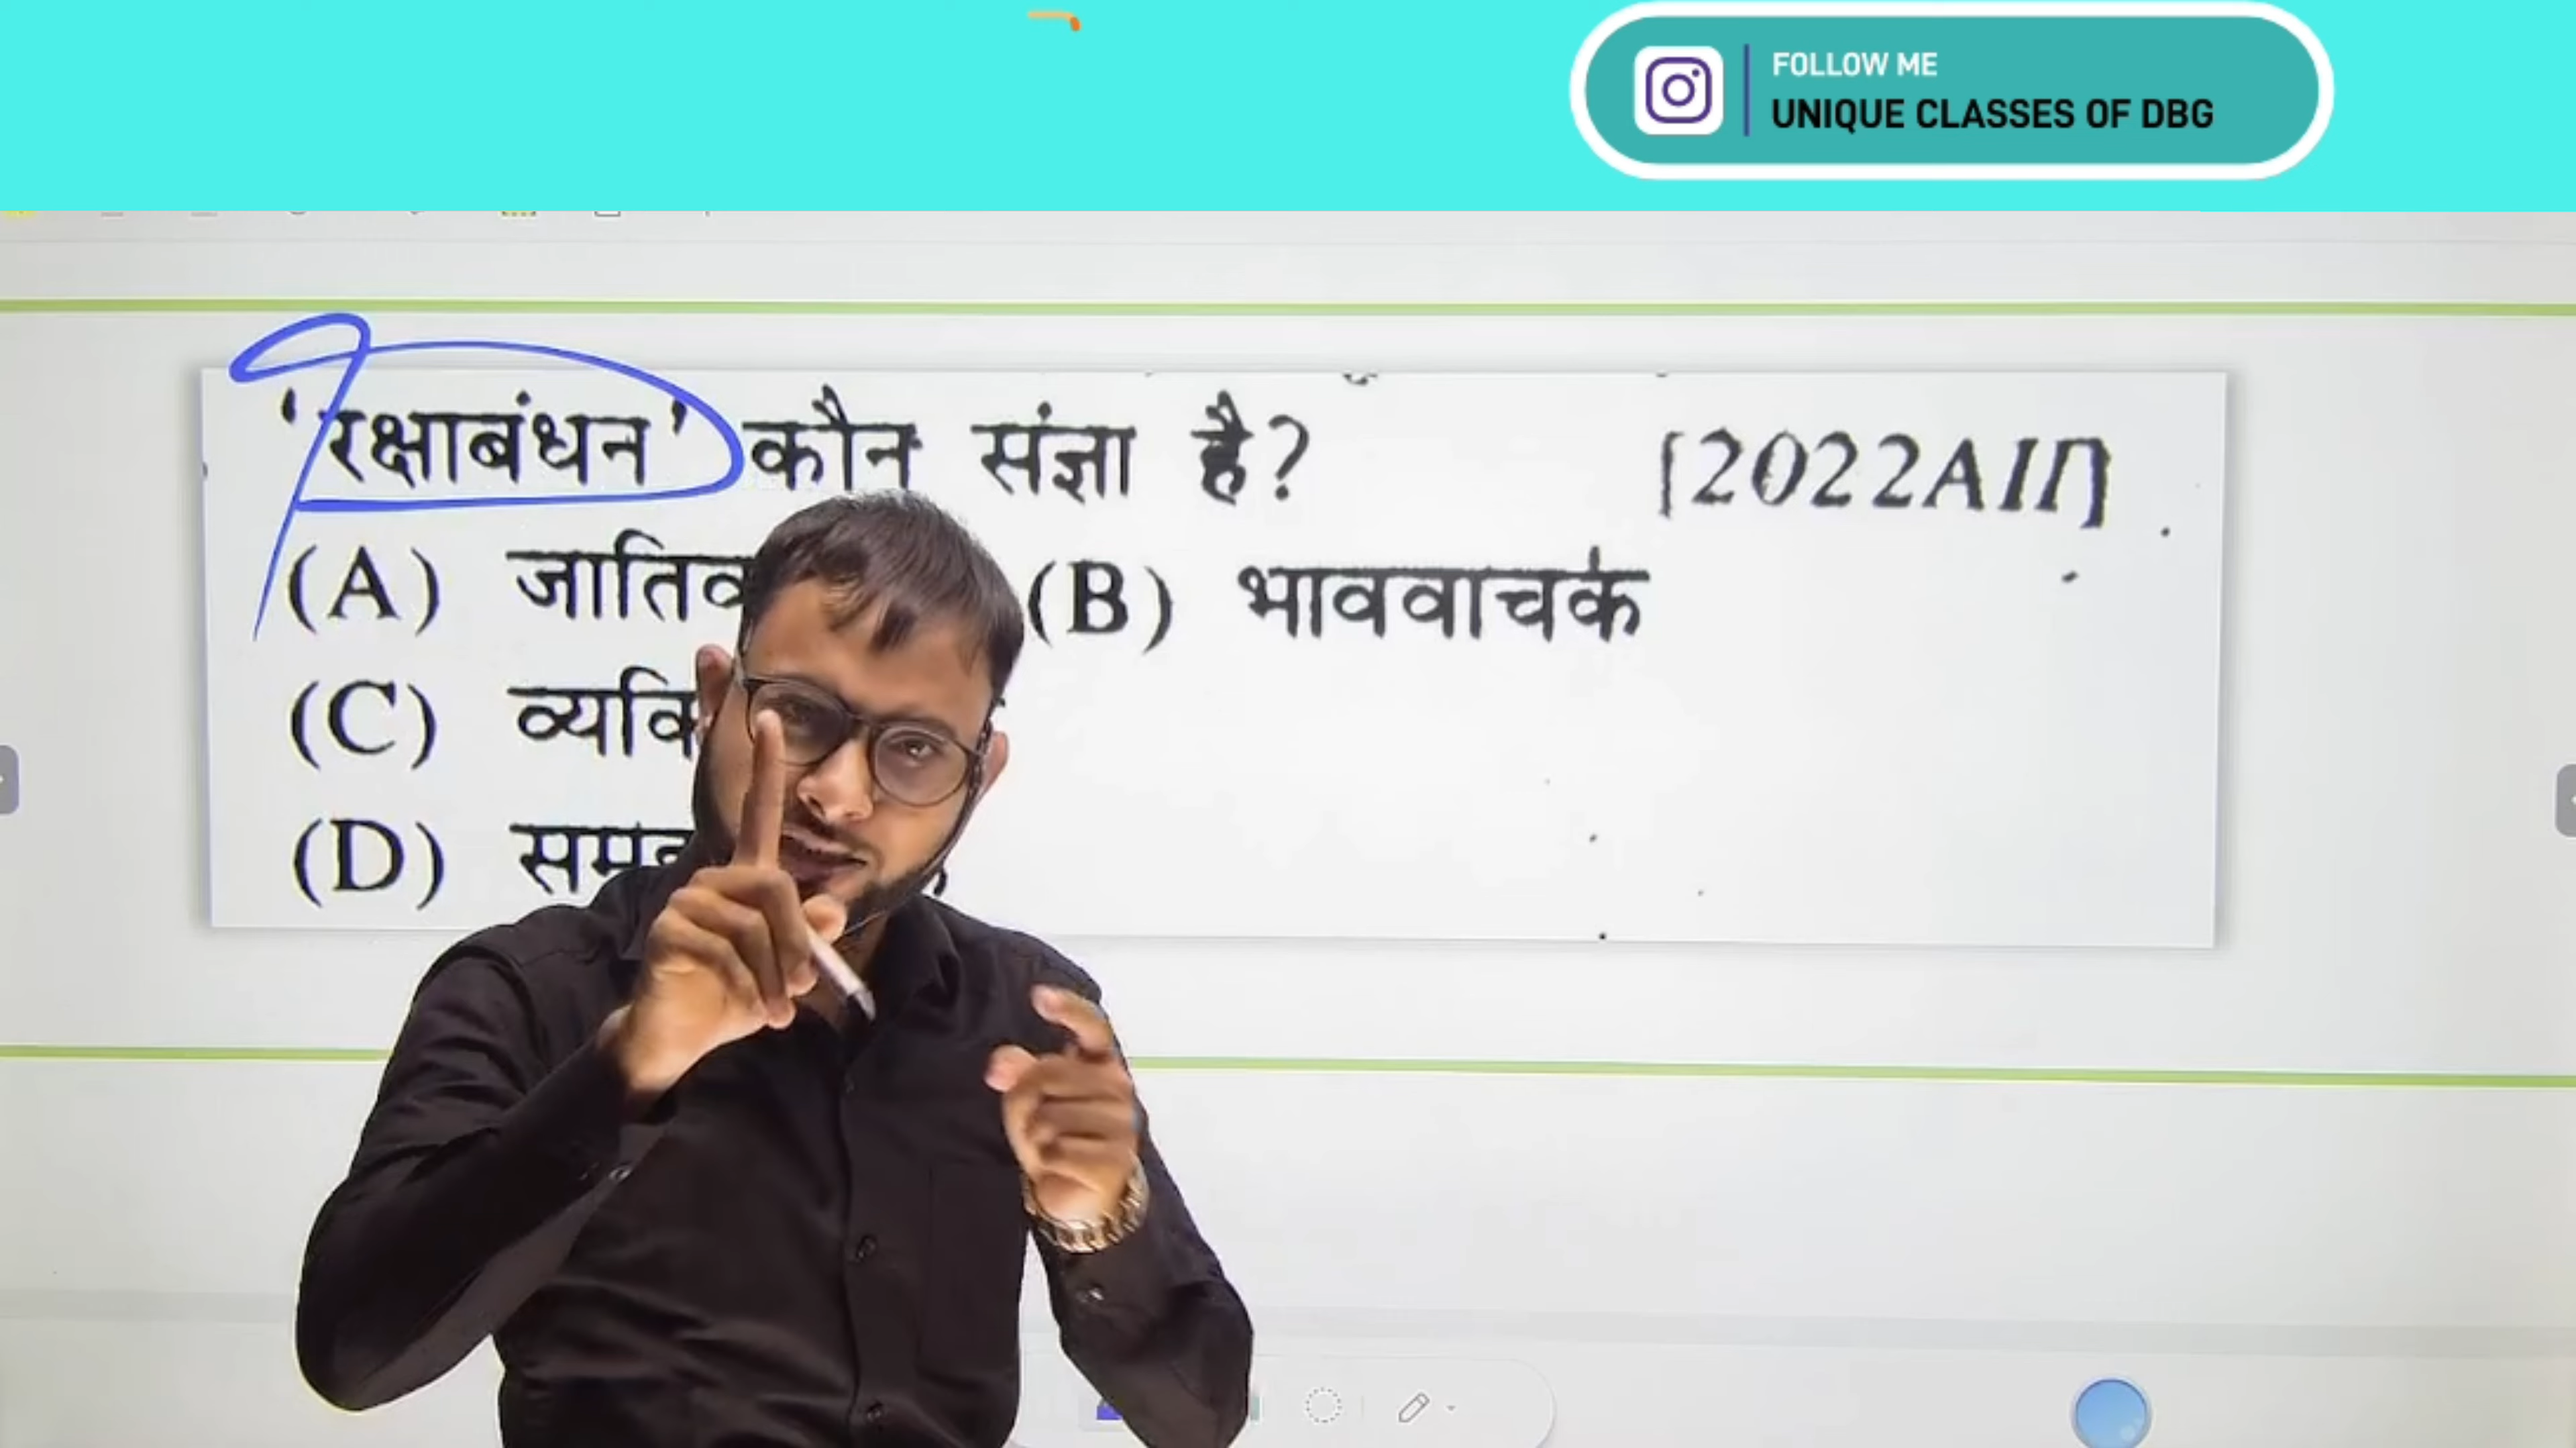 FOLLOW ME
UNIQUE CLASSES OF DBG
'रक्षाबंधन' कौन संज्ञा है? [2022AII]
(A) (B) भाववाचक
(C)
(D)